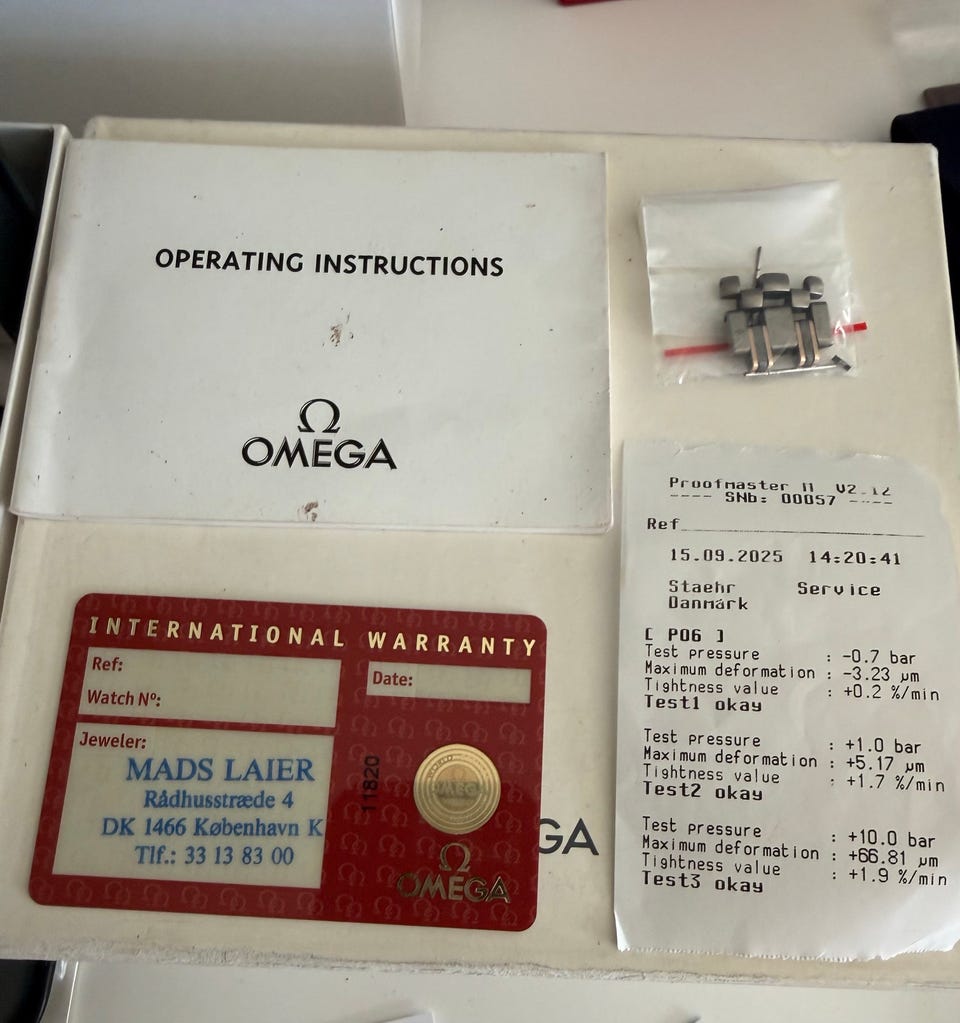 OPERATING INSTRUCTIONS
Ω
OMEGA
INTERNATIONAL WARRANTY
Ref:
Watch Nº:
Date:
Jeweler:
MADS LAIER
Rådhusstræde 4
DK 1466 København K
Tlf.: 33 13 83 00
11820
WORLD
OMEGA
Ω
OMEGA
GA
Proofmaster II V2.12
---- SNb: 00057 ----
Ref
15.09.2025 14:20:41
Staehr Service
Danmark
[ P06 ]
Test pressure : -0.7 bar
Maximum deformation : -3.23 µm
Tightness value : +0.2 %/min
Test1 okay
Test pressure : +1.0 bar
Maximum deformation : +5.17 µm
Tightness value : +1.7 %/min
Test2 okay
Test pressure : +10.0 bar
Maximum deformation : +66.81 µm
Tightness value : +1.9 %/min
Test3 okay